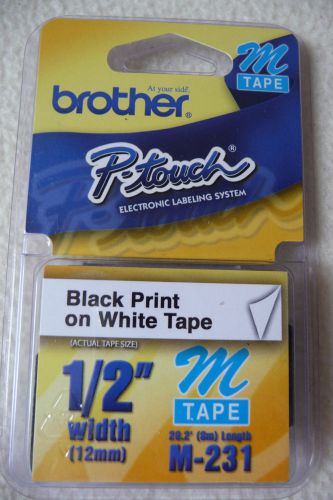 At your side.
brother®
M
TAPE
P-touch®
ELECTRONIC LABELING SYSTEM
P-touch
Black Print
on White Tape
(ACTUAL TAPE SIZE)
1/2"
width
(12mm)
M
TAPE
26.2' (8m) Length
M-231